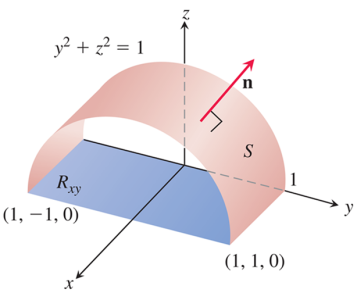 z
y² + z² = 1
n
S
R_xy
1
(1, −1, 0)
y
(1, 1, 0)
x